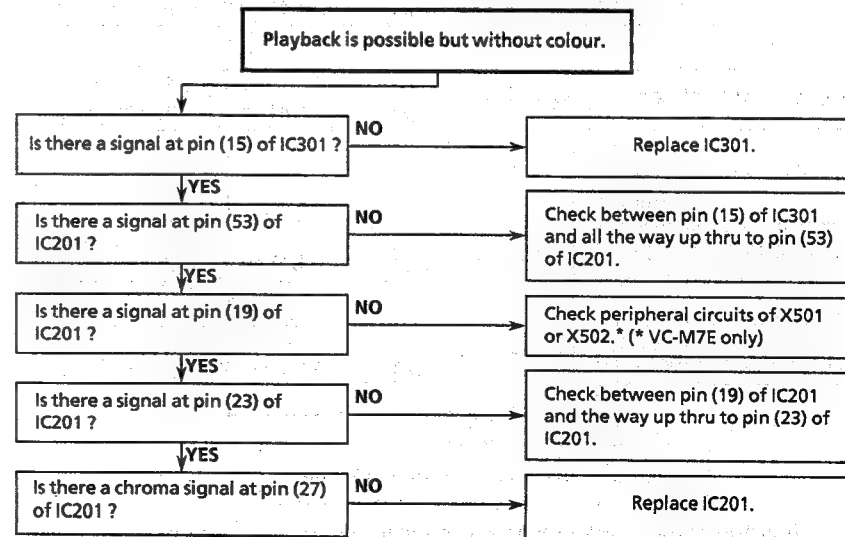 Playback is possible but without colour.
Is there a signal at pin (15) of IC301 ?
NO
Replace IC301.
YES
Is there a signal at pin (53) of
IC201 ?
NO
Check between pin (15) of IC301
and all the way up thru to pin (53)
of IC201.
YES
Is there a signal at pin (19) of
IC201 ?
NO
Check peripheral circuits of X501
or X502.* (* VC-M7E only)
YES
Is there a signal at pin (23) of
IC201 ?
NO
Check between pin (19) of IC201
and the way up thru to pin (23) of
IC201.
YES
Is there a chroma signal at pin (27)
of IC201 ?
NO
Replace IC201.